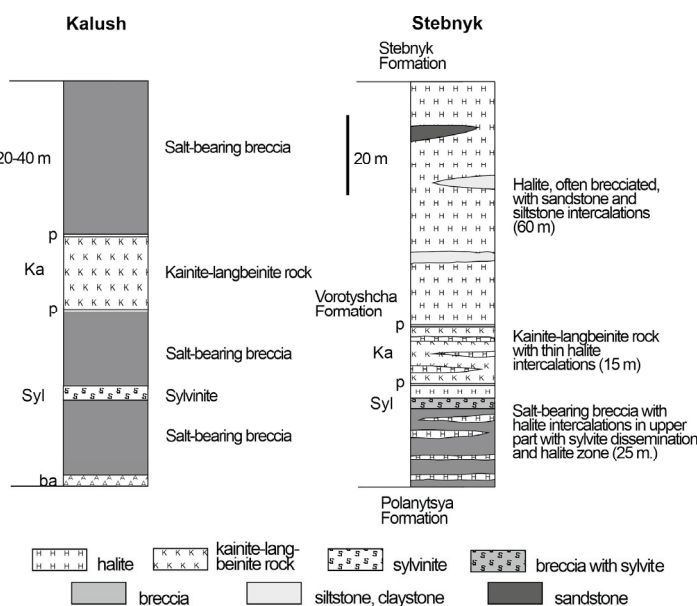 Kalush
Stebnyk
Stebnyk
Formation
20-40 m
Salt-bearing breccia
20 m
Halite, often brecciated,
with sandstone and
siltstone intercalations
(60 m)
p
Ka
Kainite-langbeinite rock
p
Vorotyshcha
Formation
p
Ka
p
Kainite-langbeinite rock
with thin halite
intercalations (15 m)
Salt-bearing breccia
Syl
Sylvinite
Syl
Salt-bearing breccia
Salt-bearing breccia with
halite intercalations in upper
part with sylvite dissemination
and halite zone (25 m.)
ba
Polanytsya
Formation
halite
kainite-lang-
beinite rock
sylvinite
breccia with sylvite
breccia
siltstone, claystone
sandstone